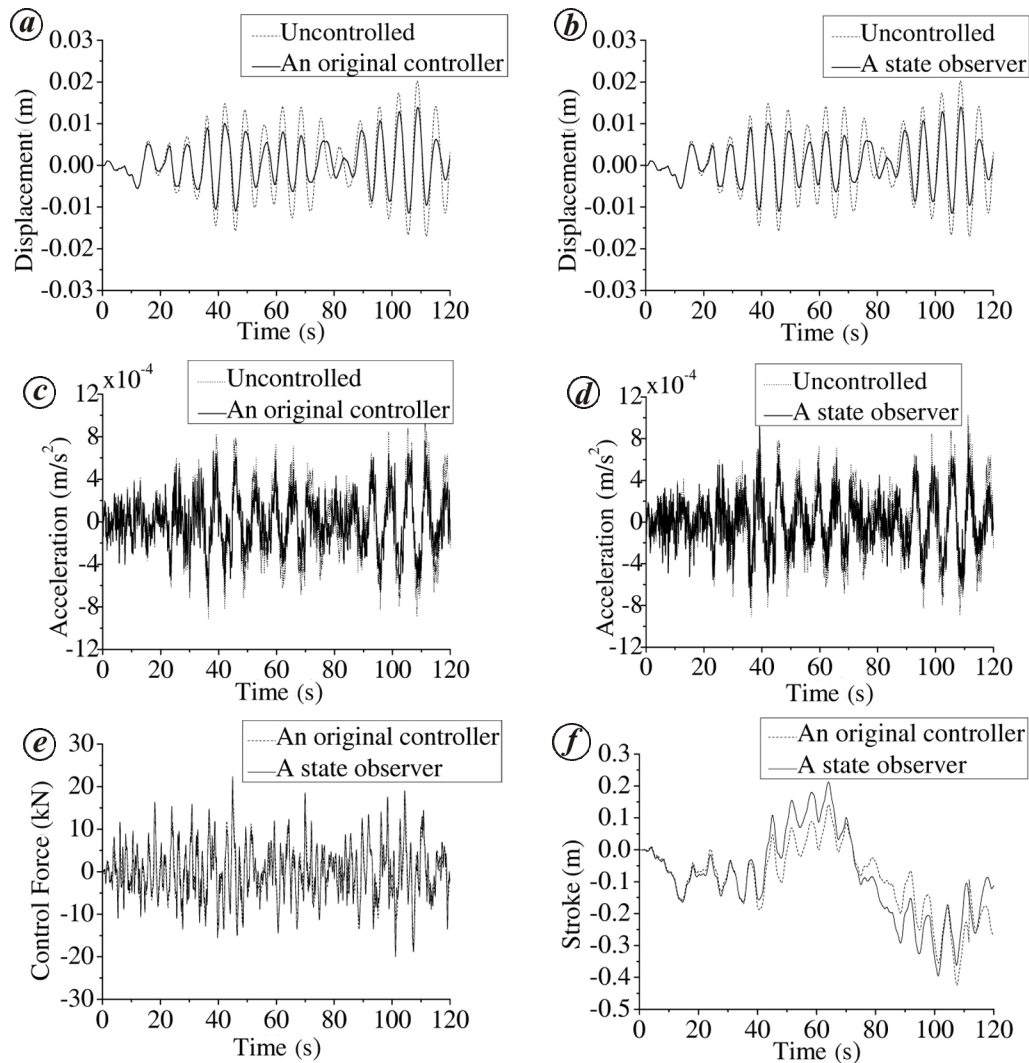 a
Uncontrolled
An original controller
0.03
0.02
0.01
0.00
-0.01
-0.02
-0.03
Displacement (m)
0 20 40 60 80 100 120
Time (s)
b
Uncontrolled
A state observer
0.03
0.02
0.01
0.00
-0.01
-0.02
-0.03
Displacement (m)
0 20 40 60 80 100 120
Time (s)
c
Uncontrolled
An original controller
x10-4
12
8
4
0
-4
-8
-12
Acceleration (m/s2)
0 20 40 60 80 100 120
Time (s)
d
Uncontrolled
A state observer
x10-4
12
8
4
0
-4
-8
-12
Acceleration (m/s2)
0 20 40 60 80 100 120
Time (s)
e
An original controller
A state observer
30
20
10
0
-10
-20
-30
Control Force (kN)
0 20 40 60 80 100 120
Time (s)
f
An original controller
A state observer
0.3
0.2
0.1
0.0
-0.1
-0.2
-0.3
-0.4
-0.5
Stroke (m)
0 20 40 60 80 100 120
Time (s)